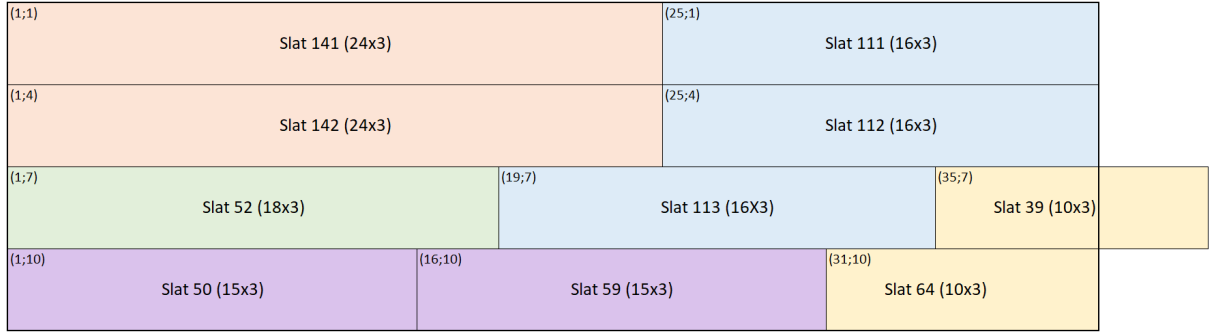 (1;1)
Slat 141 (24x3)
(25;1)
Slat 111 (16x3)
(1;4)
Slat 142 (24x3)
(25;4)
Slat 112 (16x3)
(1;7)
Slat 52 (18x3)
(19;7)
Slat 113 (16X3)
(35;7)
Slat 39 (10x3)
(1;10)
Slat 50 (15x3)
(16;10)
Slat 59 (15x3)
(31;10)
Slat 64 (10x3)